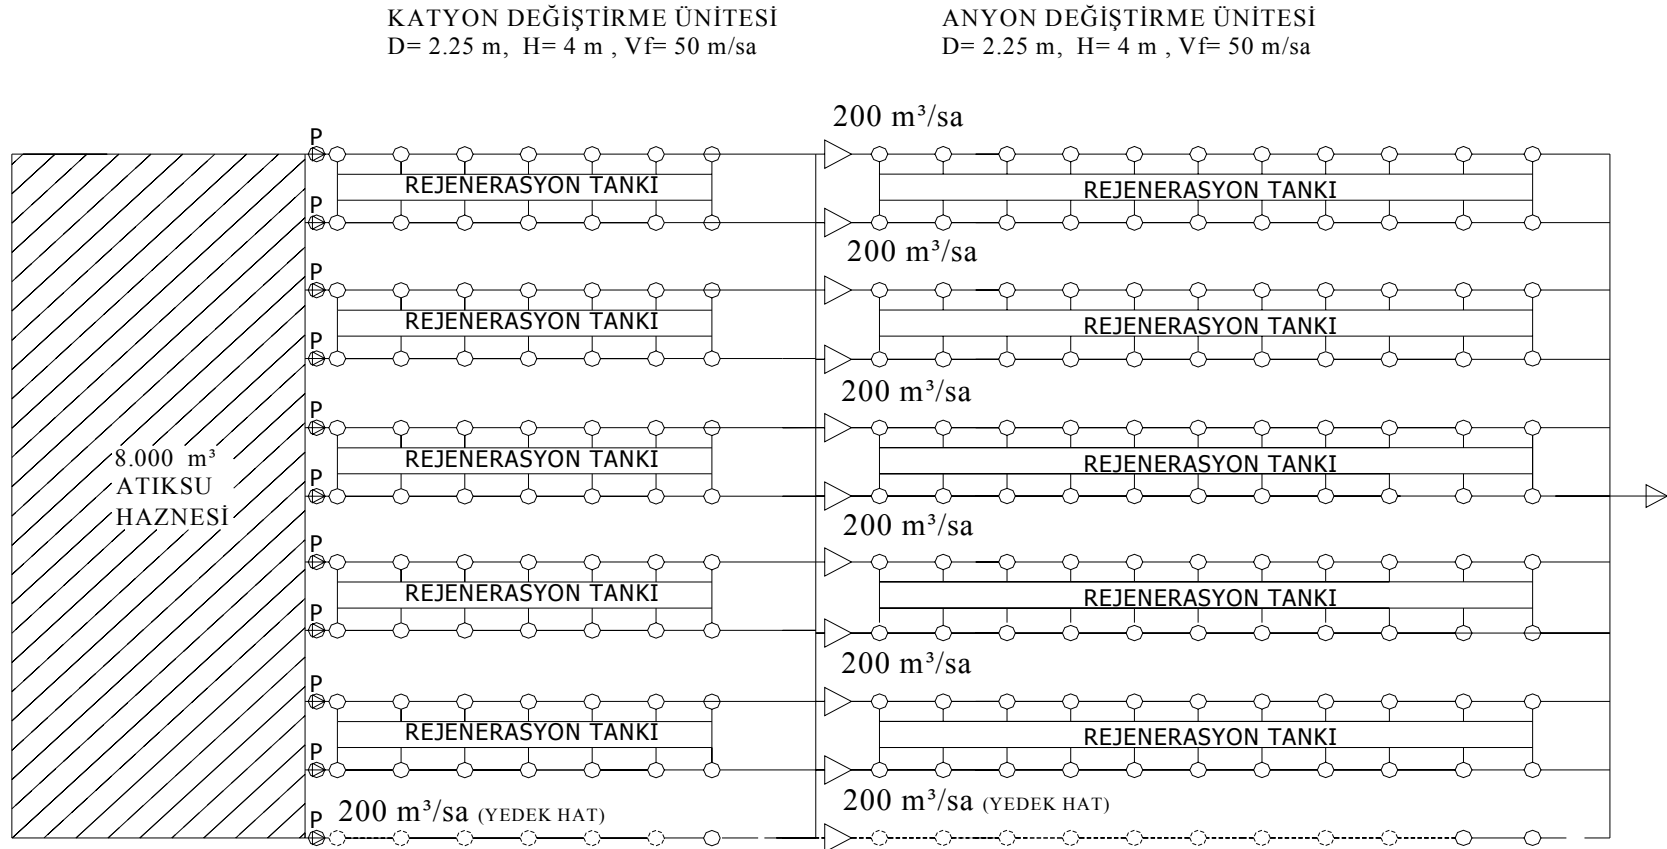 KATYON DEĞİŞTİRME ÜNİTESİ
D= 2.25 m, H= 4 m , Vf= 50 m/sa
ANYON DEĞİŞTİRME ÜNİTESİ
D= 2.25 m, H= 4 m , Vf= 50 m/sa
200 m³/sa
P
REJENERASYON TANKI
REJENERASYON TANKI
P
200 m³/sa
P
REJENERASYON TANKI
REJENERASYON TANKI
P
200 m³/sa
P
8.000 m³
ATIKSU
HAZNESİ
REJENERASYON TANKI
REJENERASYON TANKI
P
200 m³/sa
P
REJENERASYON TANKI
REJENERASYON TANKI
P
200 m³/sa
P
REJENERASYON TANKI
REJENERASYON TANKI
P
200 m³/sa (YEDEK HAT)
200 m³/sa (YEDEK HAT)
P